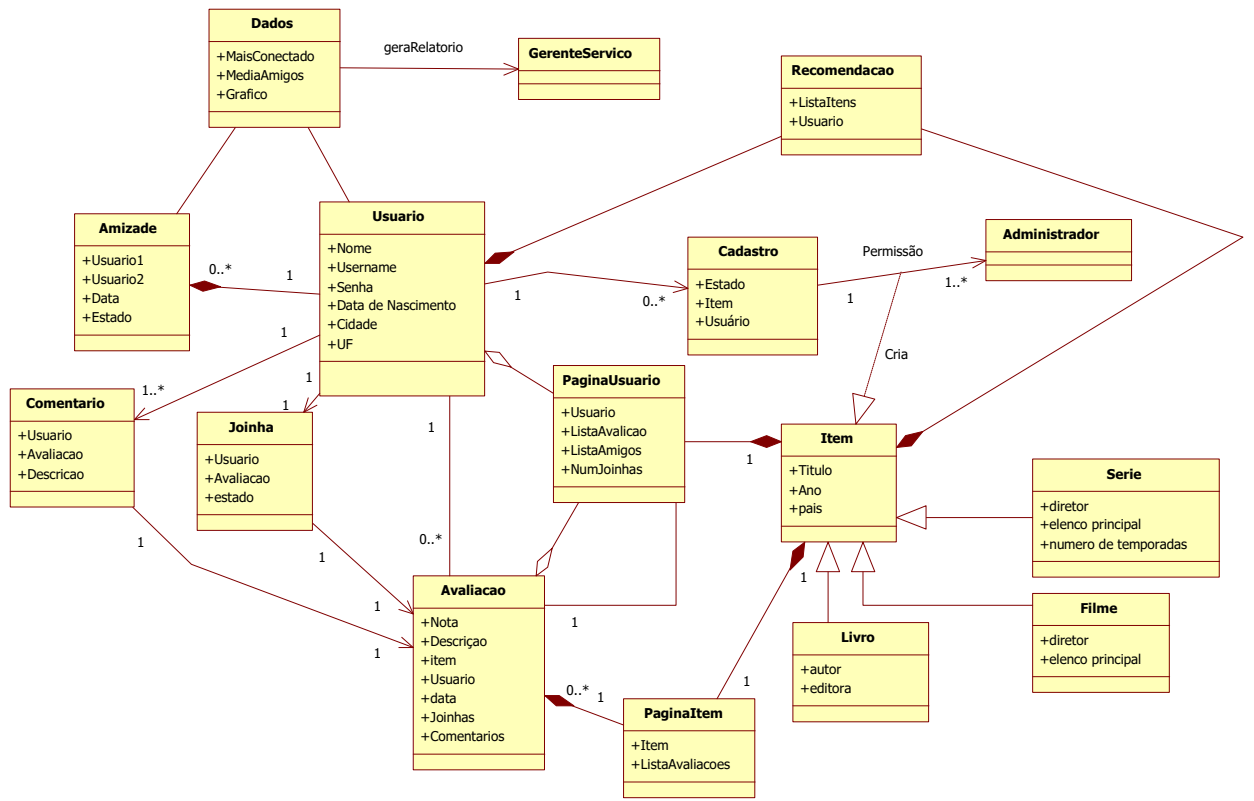 Dados
+MaisConectado
+MediaAmigos
+Grafico
geraRelatorio
GerenteServico
Recomendacao
+ListaItens
+Usuario
Amizade
+Usuario1
+Usuario2
+Data
+Estado
0..*
1
Usuario
+Nome
+Username
+Senha
+Data de Nascimento
+Cidade
+UF
1
0..*
Cadastro
+Estado
+Item
+Usuário
Permissão
1
1..*
Administrador
Cria
1
1..*
1
1
Comentario
+Usuario
+Avaliacao
+Descricao
Joinha
+Usuario
+Avaliacao
+estado
1
0..*
PaginaUsuario
+Usuario
+ListaAvalicao
+ListaAmigos
+NumJoinhas
1
Item
+Titulo
+Ano
+pais
Serie
+diretor
+elenco principal
+numero de temporadas
1
1
1
1
Avaliacao
+Nota
+Descriçao
+item
+Usuario
+data
+Joinhas
+Comentarios
1
0..*
1
1
1
PaginaItem
+Item
+ListaAvaliacoes
Livro
+autor
+editora
Filme
+diretor
+elenco principal